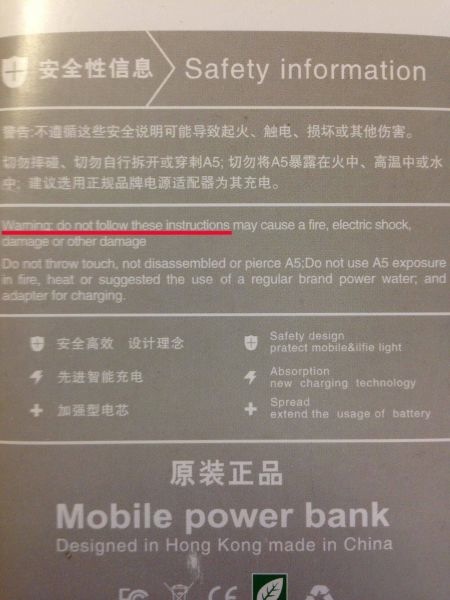 安全性信息
Safety information
警告:不遵循这些安全说明可能导致起火、触电、损坏或其他伤害。
切勿摔碰、切勿自行拆开或穿刺A5; 切勿将A5暴露在火中、高温中或水
中; 建议选用正规品牌电源适配器为其充电。
Warning: do not follow these instructions may cause a fire, electric shock,
damage or other damage
Do not throw touch, not disassembled or pierce A5;Do not use A5 exposure
in fire, heat or suggested the use of a regular brand power water; and
adapter for charging.
安全高效 设计理念
Safety design
pratect mobile&ilfie light
先进智能充电
Absorption
new charging technology
加强型电芯
Spread
extend the usage of battery
原装正品
Mobile power bank
Designed in Hong Kong made in China
FC CE